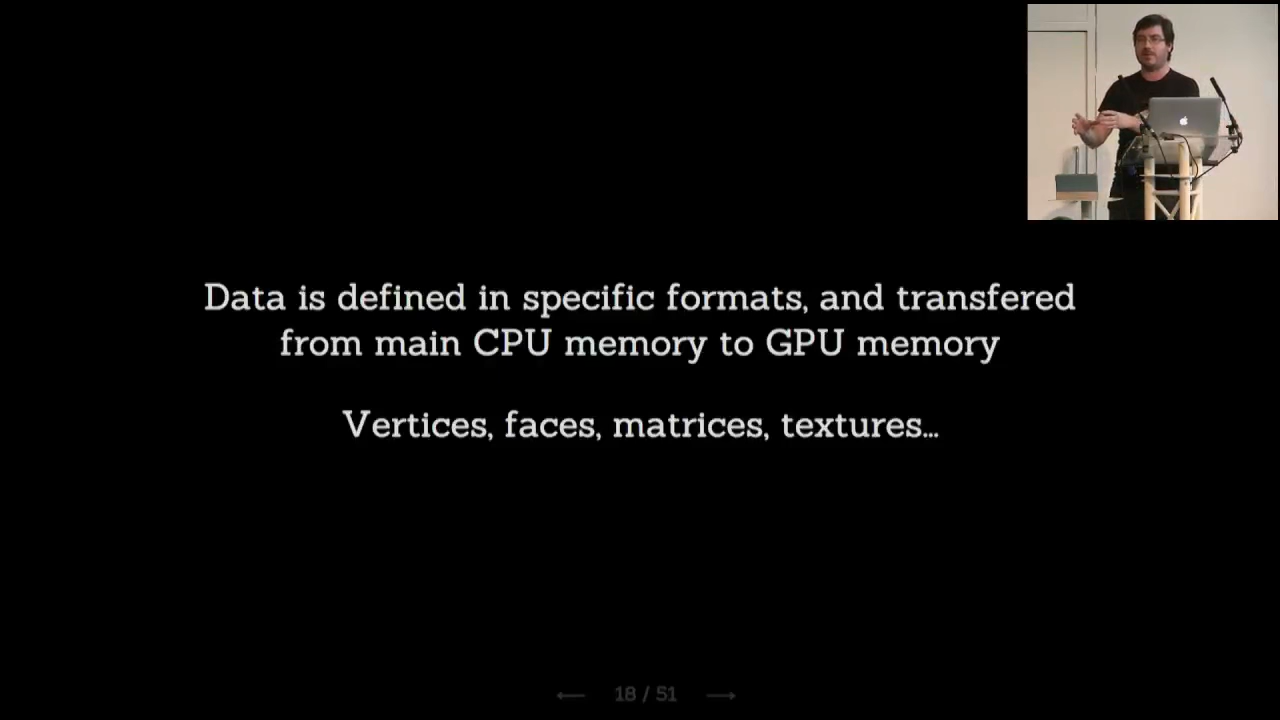 Data is defined in specific formats, and transfered
from main CPU memory to GPU memory
Vertices, faces, matrices, textures...
← 18 / 51 →